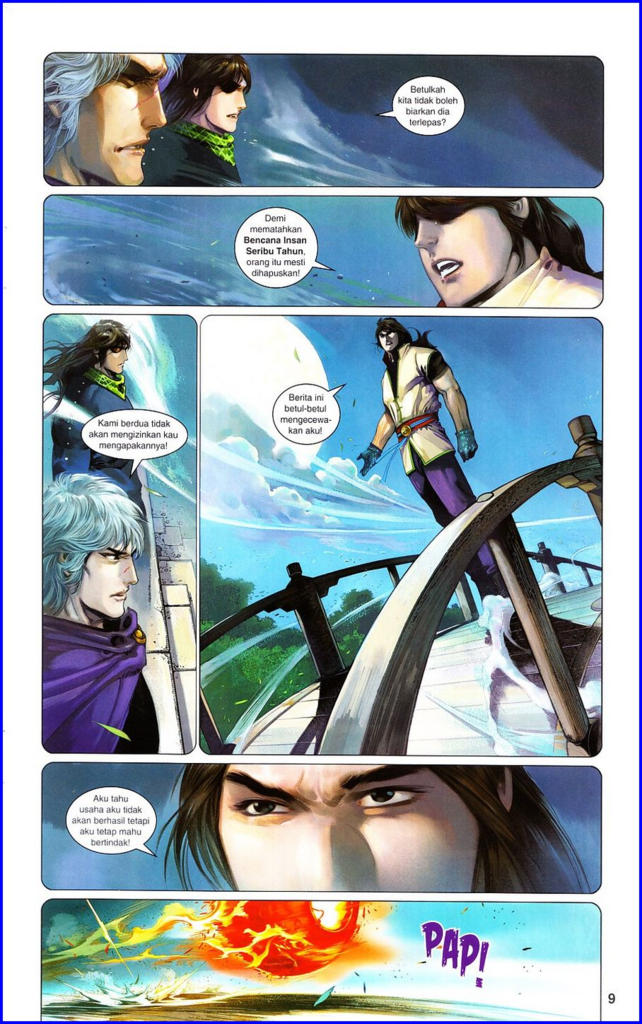 Betulkah
kita tidak boleh
biarkan dia
terlepas?
Demi
mematahkan
Bencana Insan
Seribu Tahun,
orang itu mesti
dihapuskan!
Kami berdua tidak
akan mengizinkan kau
mengapakannya!
Berita ini
betul-betul
mengecewa-
kan aku!
Aku tahu
usaha aku tidak
akan berhasil tetapi
aku tetap mahu
bertindak!
PAP!
9